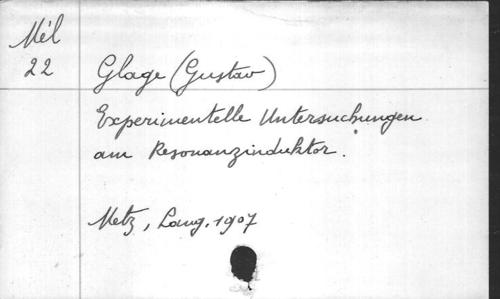 Mél
22
Glage (Gustav)
Experimentelle Untersuchungen
am Resonanzinduktor.
Metz, Lang, 1907